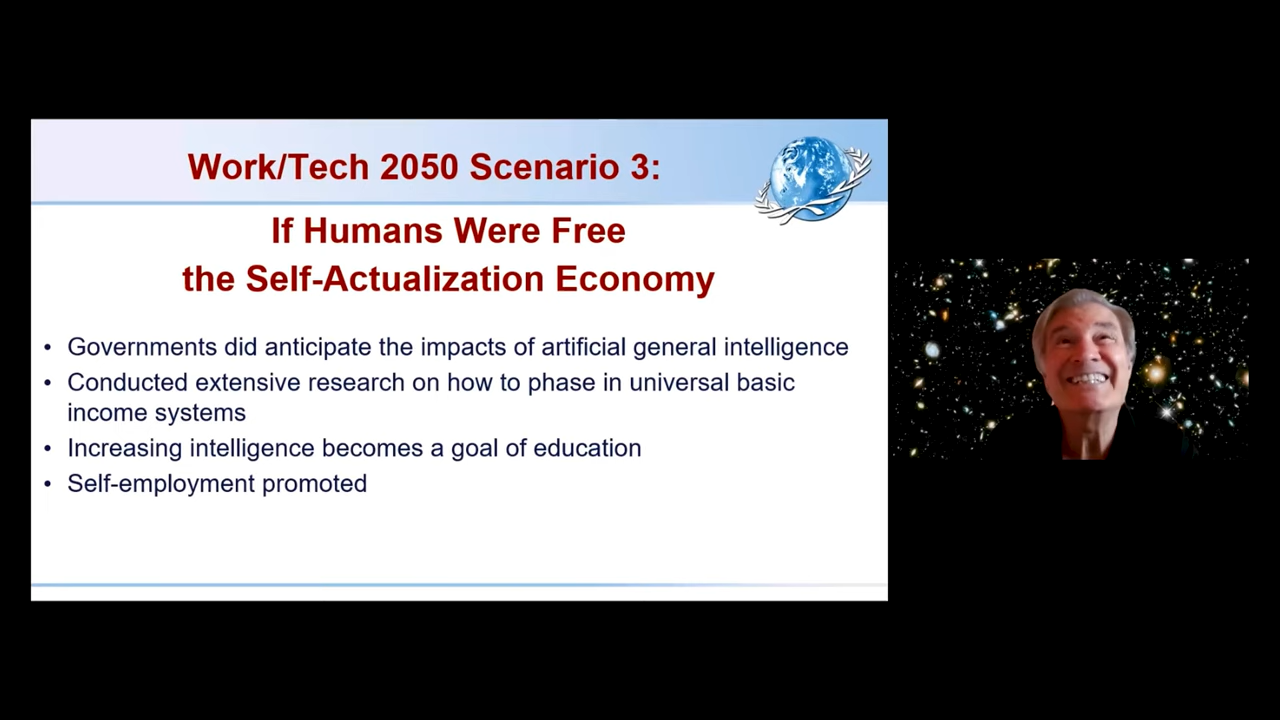 Work/Tech 2050 Scenario 3:
If Humans Were Free
the Self-Actualization Economy
• Governments did anticipate the impacts of artificial general intelligence
• Conducted extensive research on how to phase in universal basic
income systems
• Increasing intelligence becomes a goal of education
• Self-employment promoted